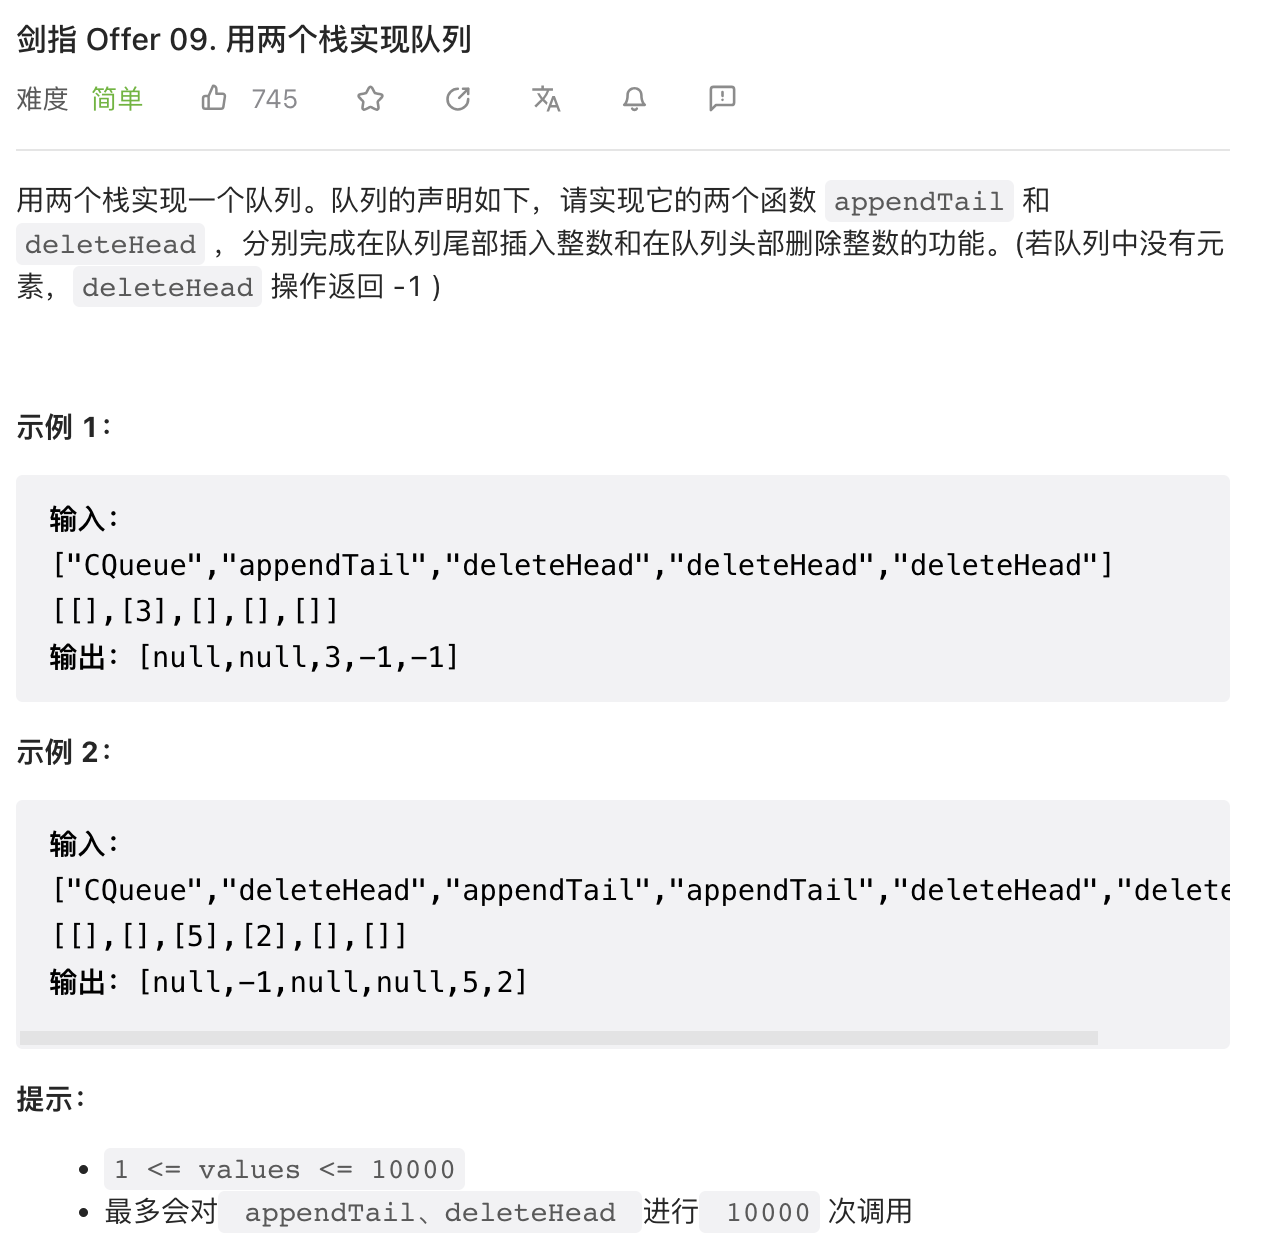 剑指 Offer 09. 用两个栈实现队列
难度 简单 745
用两个栈实现一个队列。队列的声明如下，请实现它的两个函数 appendTail 和
deleteHead ，分别完成在队列尾部插入整数和在队列头部删除整数的功能。(若队列中没有元
素，deleteHead 操作返回 -1 )
示例 1：
输入：
["CQueue","appendTail","deleteHead","deleteHead","deleteHead"]
[[],[3],[],[],[]]
输出：[null,null,3,-1,-1]
示例 2：
输入：
["CQueue","deleteHead","appendTail","appendTail","deleteHead","delete
[[],[],[5],[2],[],[]]
输出：[null,-1,null,null,5,2]
提示：
• 1 <= values <= 10000
• 最多会对 appendTail、deleteHead 进行 10000 次调用